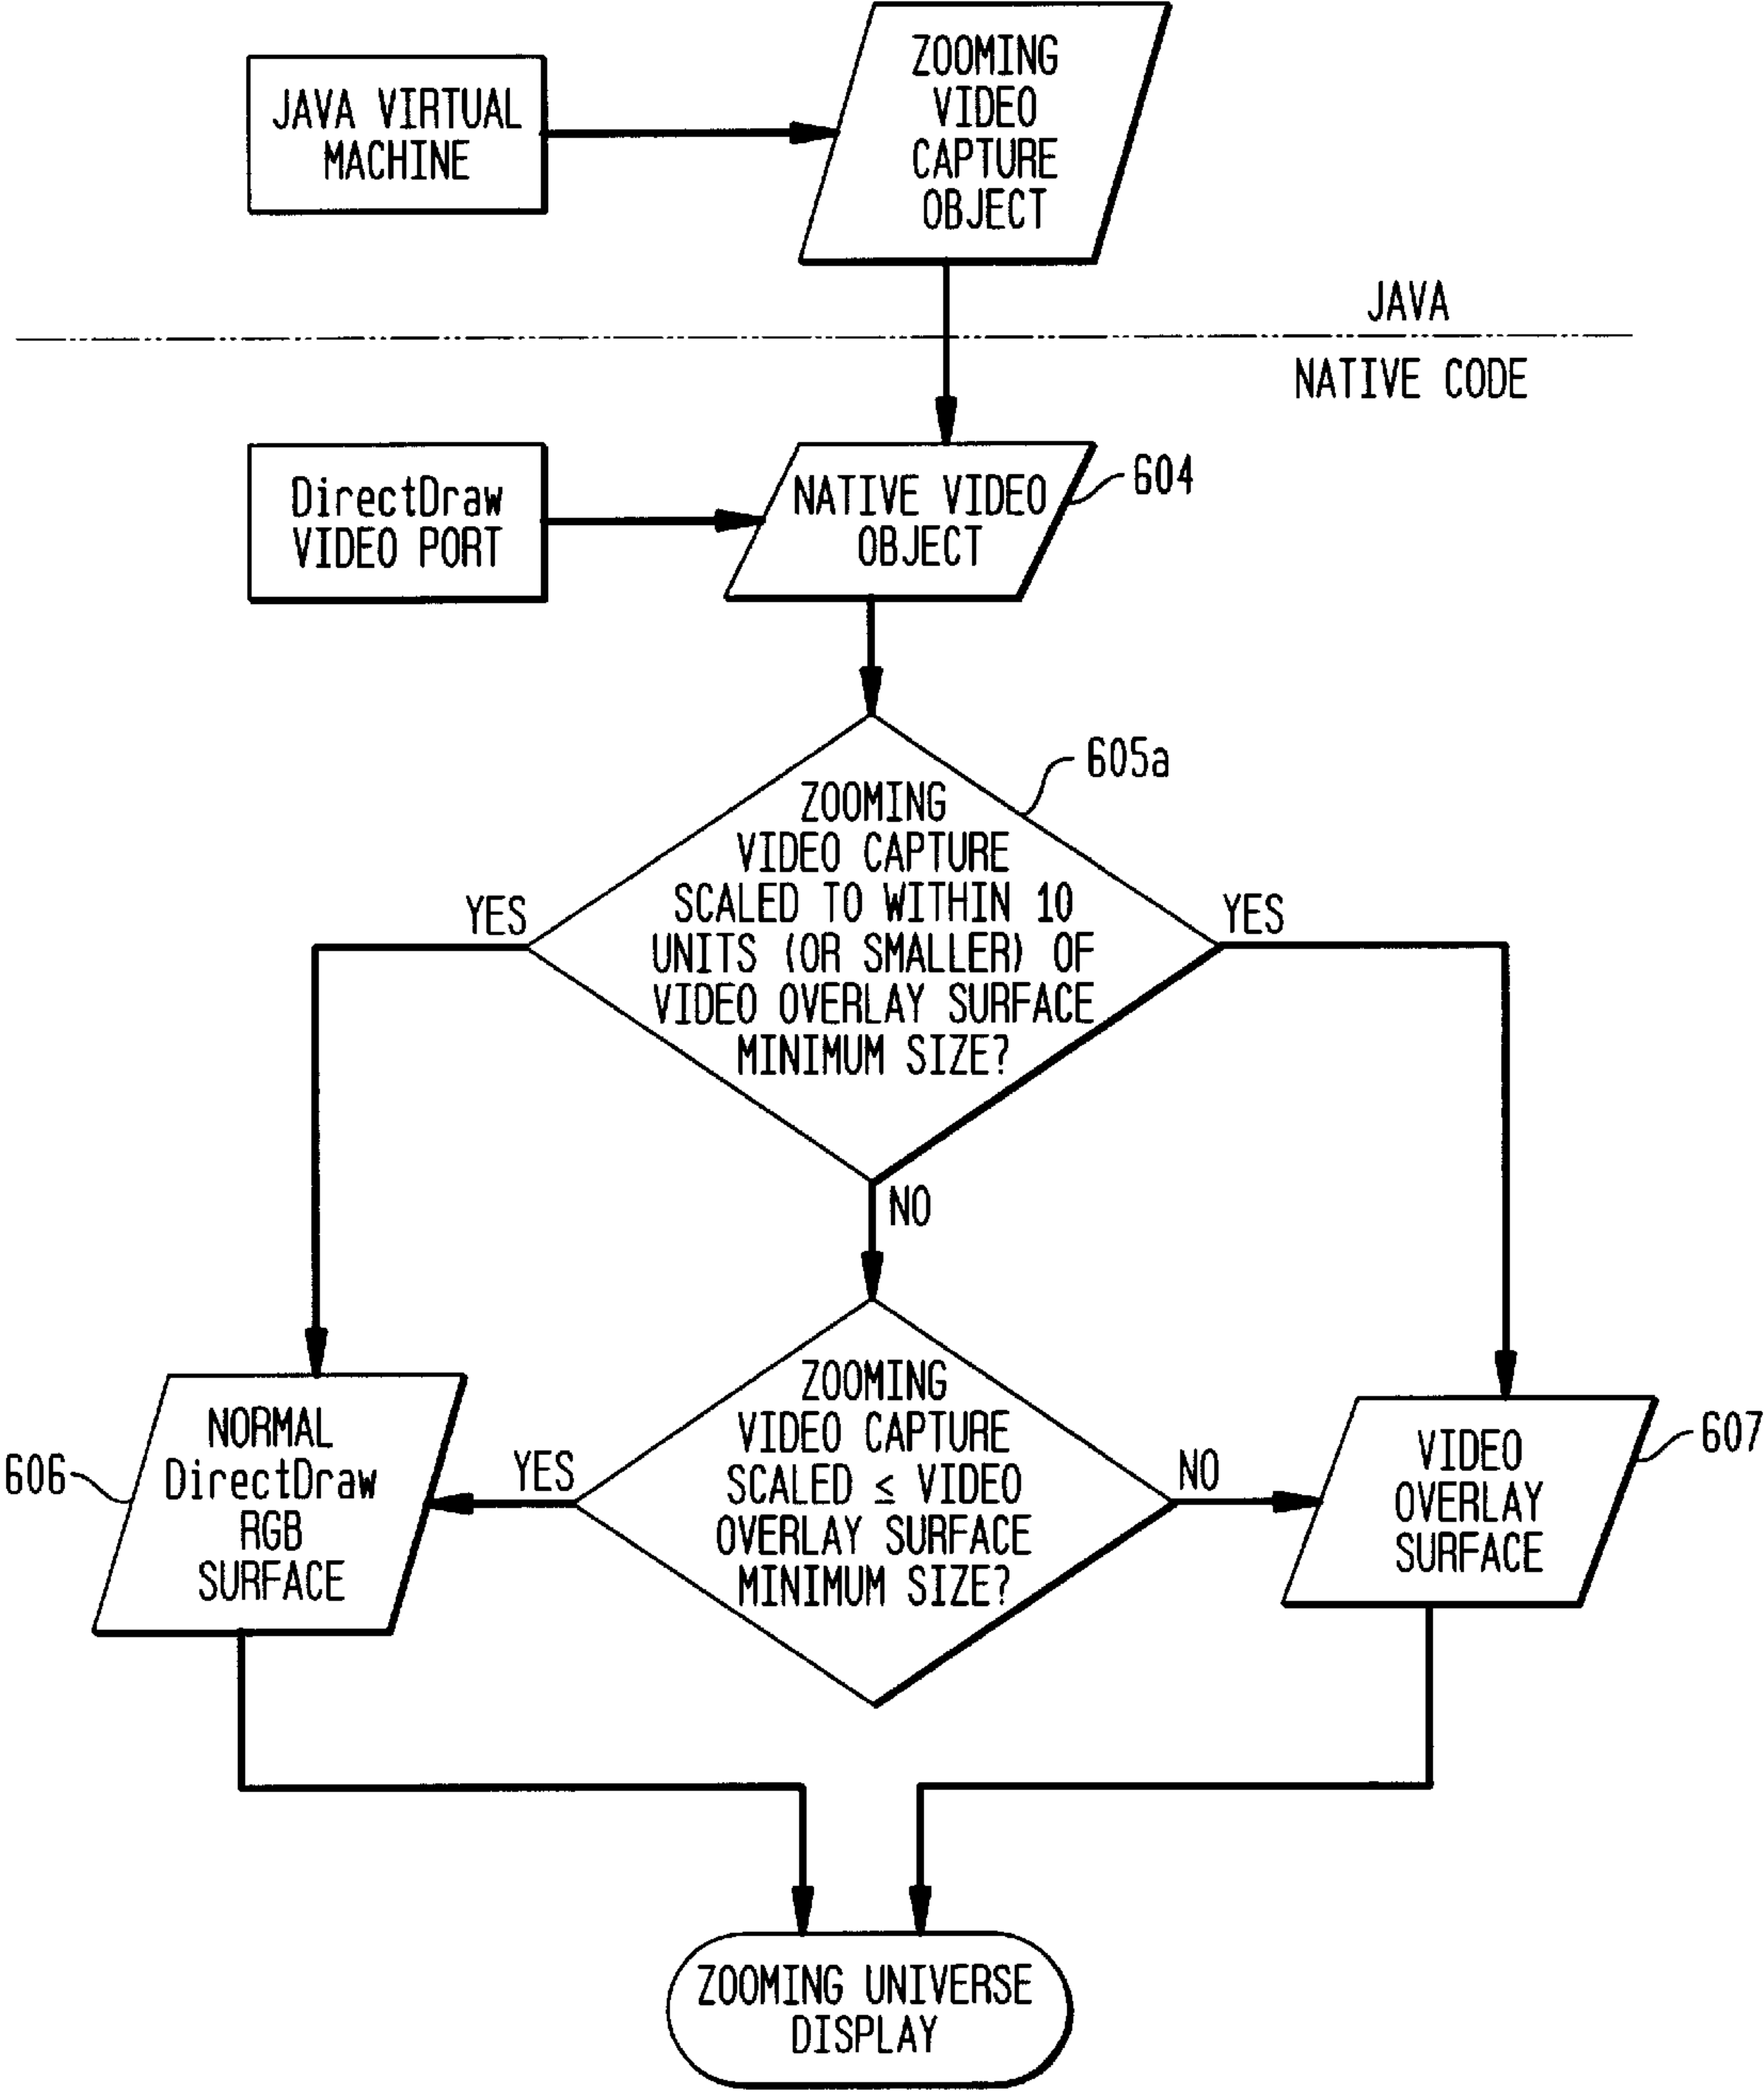 ZOOMING
VIDEO
CAPTURE
OBJECT
JAVA VIRTUAL
MACHINE
JAVA
NATIVE CODE
DirectDraw
VIDEO PORT
NATIVE VIDEO
OBJECT
604
605a
ZOOMING
VIDEO CAPTURE
SCALED TO WITHIN 10
UNITS (OR SMALLER) OF
VIDEO OVERLAY SURFACE
MINIMUM SIZE?
YES
YES
NO
ZOOMING
VIDEO CAPTURE
SCALED ≤ VIDEO
OVERLAY SURFACE
MINIMUM SIZE?
YES
NO
606
NORMAL
DirectDraw
RGB
SURFACE
VIDEO
OVERLAY
SURFACE
607
ZOOMING UNIVERSE
DISPLAY